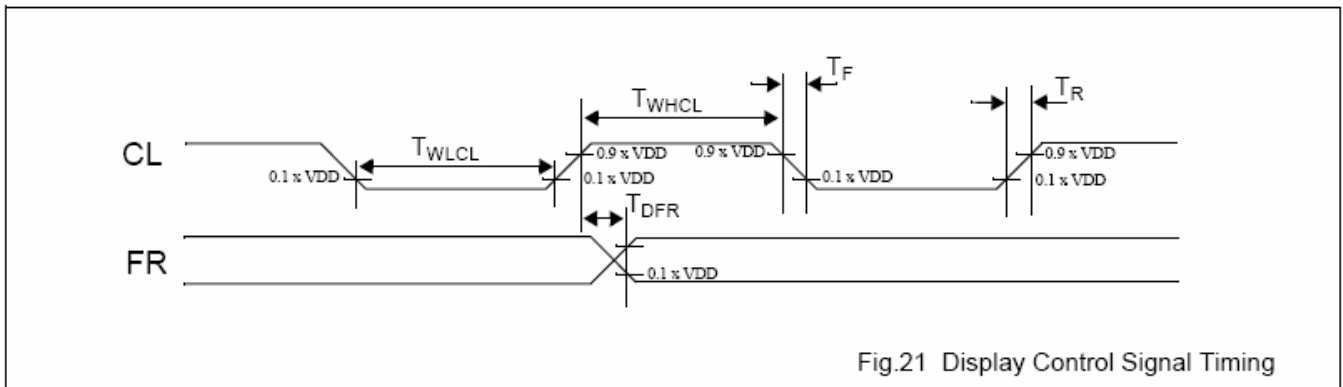 T_F
T_R
T_WHCL
T_WLCL
CL
0.9 x VDD
0.9 x VDD
0.9 x VDD
0.1 x VDD
0.1 x VDD
0.1 x VDD
0.1 x VDD
T_DFR
FR
0.1 x VDD
Fig.21 Display Control Signal Timing